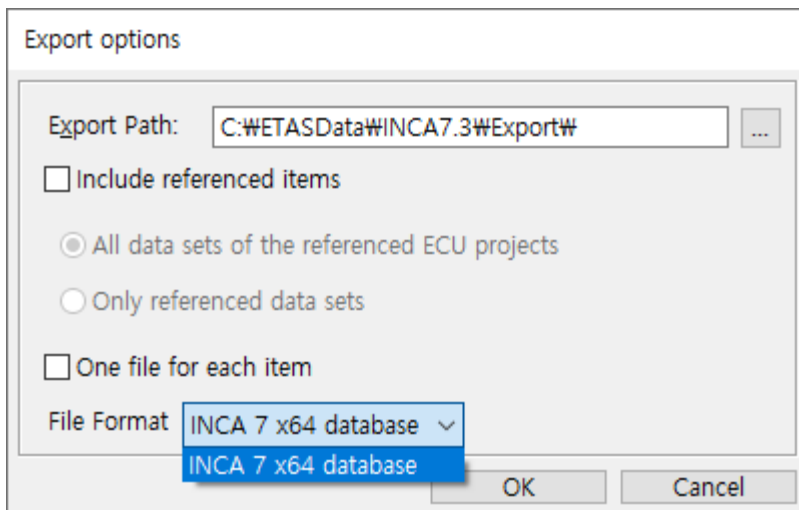 Export options
Export Path: C:₩ETASData₩INCA7.3₩Export₩ ...
Include referenced items
All data sets of the referenced ECU projects
Only referenced data sets
One file for each item
File Format INCA 7 x64 database
INCA 7 x64 database
OK Cancel